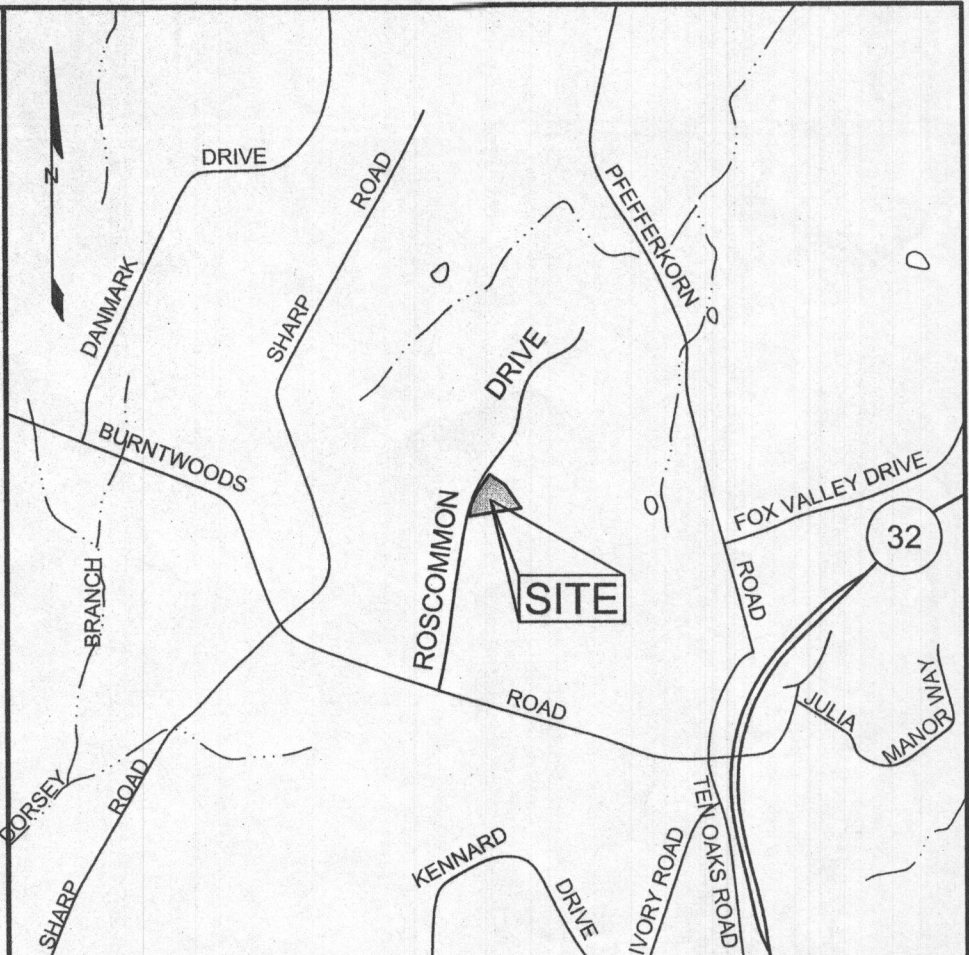 DRIVE
N
ROAD
PFEFFERKORN
DANMARK
SHARP
DRIVE
BURNTWOODS
FOX VALLEY DRIVE
32
ROSCOMMON
SITE
BRANCH
ROAD
ROAD
JULIA
MANOR WAY
DORSEY
ROAD
TEN OAKS ROAD
KENNARD
IVORY ROAD
DRIVE
SHARP